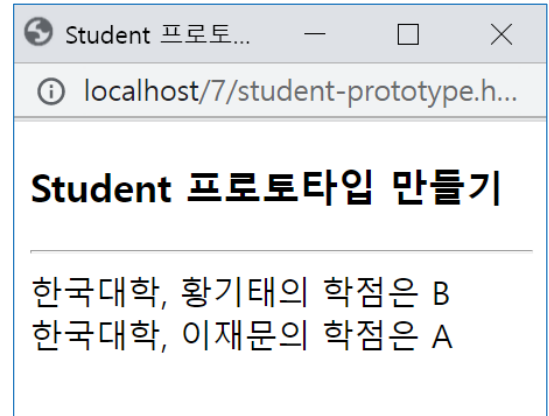 Student 프로토...
localhost/7/student-prototype.h...
Student 프로토타입 만들기
한국대학, 황기태의 학점은 B
한국대학, 이재문의 학점은 A